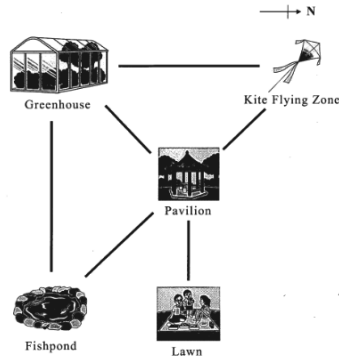 N
Greenhouse
Kite Flying Zone
Pavilion
Fishpond
Lawn